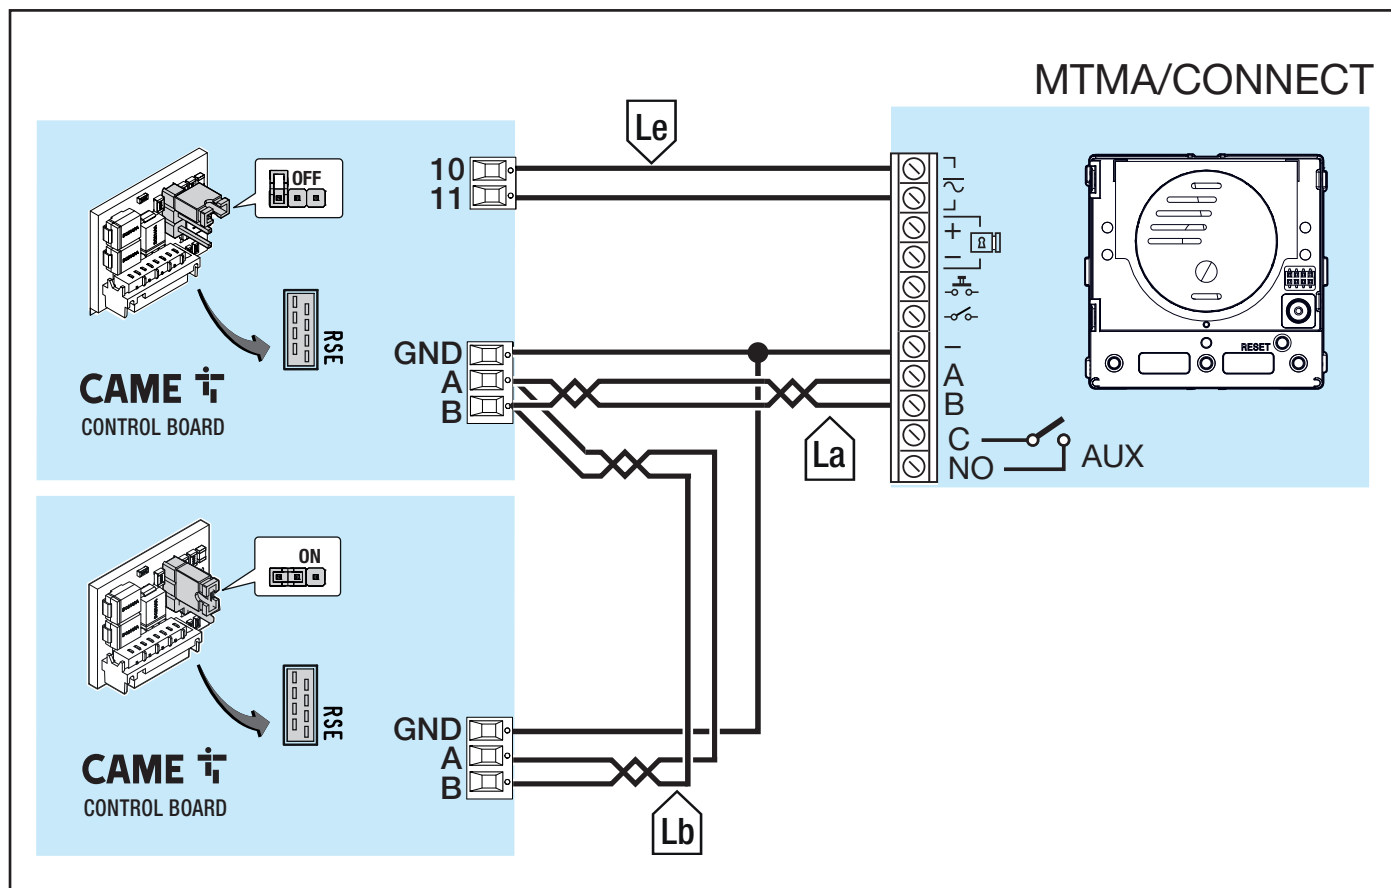 MTMA/CONNECT
Le
OFF
10
11
+
−
RSE
GND
A
B
−
A
B
C
NO
AUX
RESET
CAME
CONTROL BOARD
La
ON
RSE
GND
A
B
CAME
CONTROL BOARD
Lb